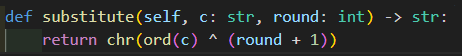 def substitute(self, c: str, round: int) -> str:
    return chr(ord(c) ^ (round + 1))